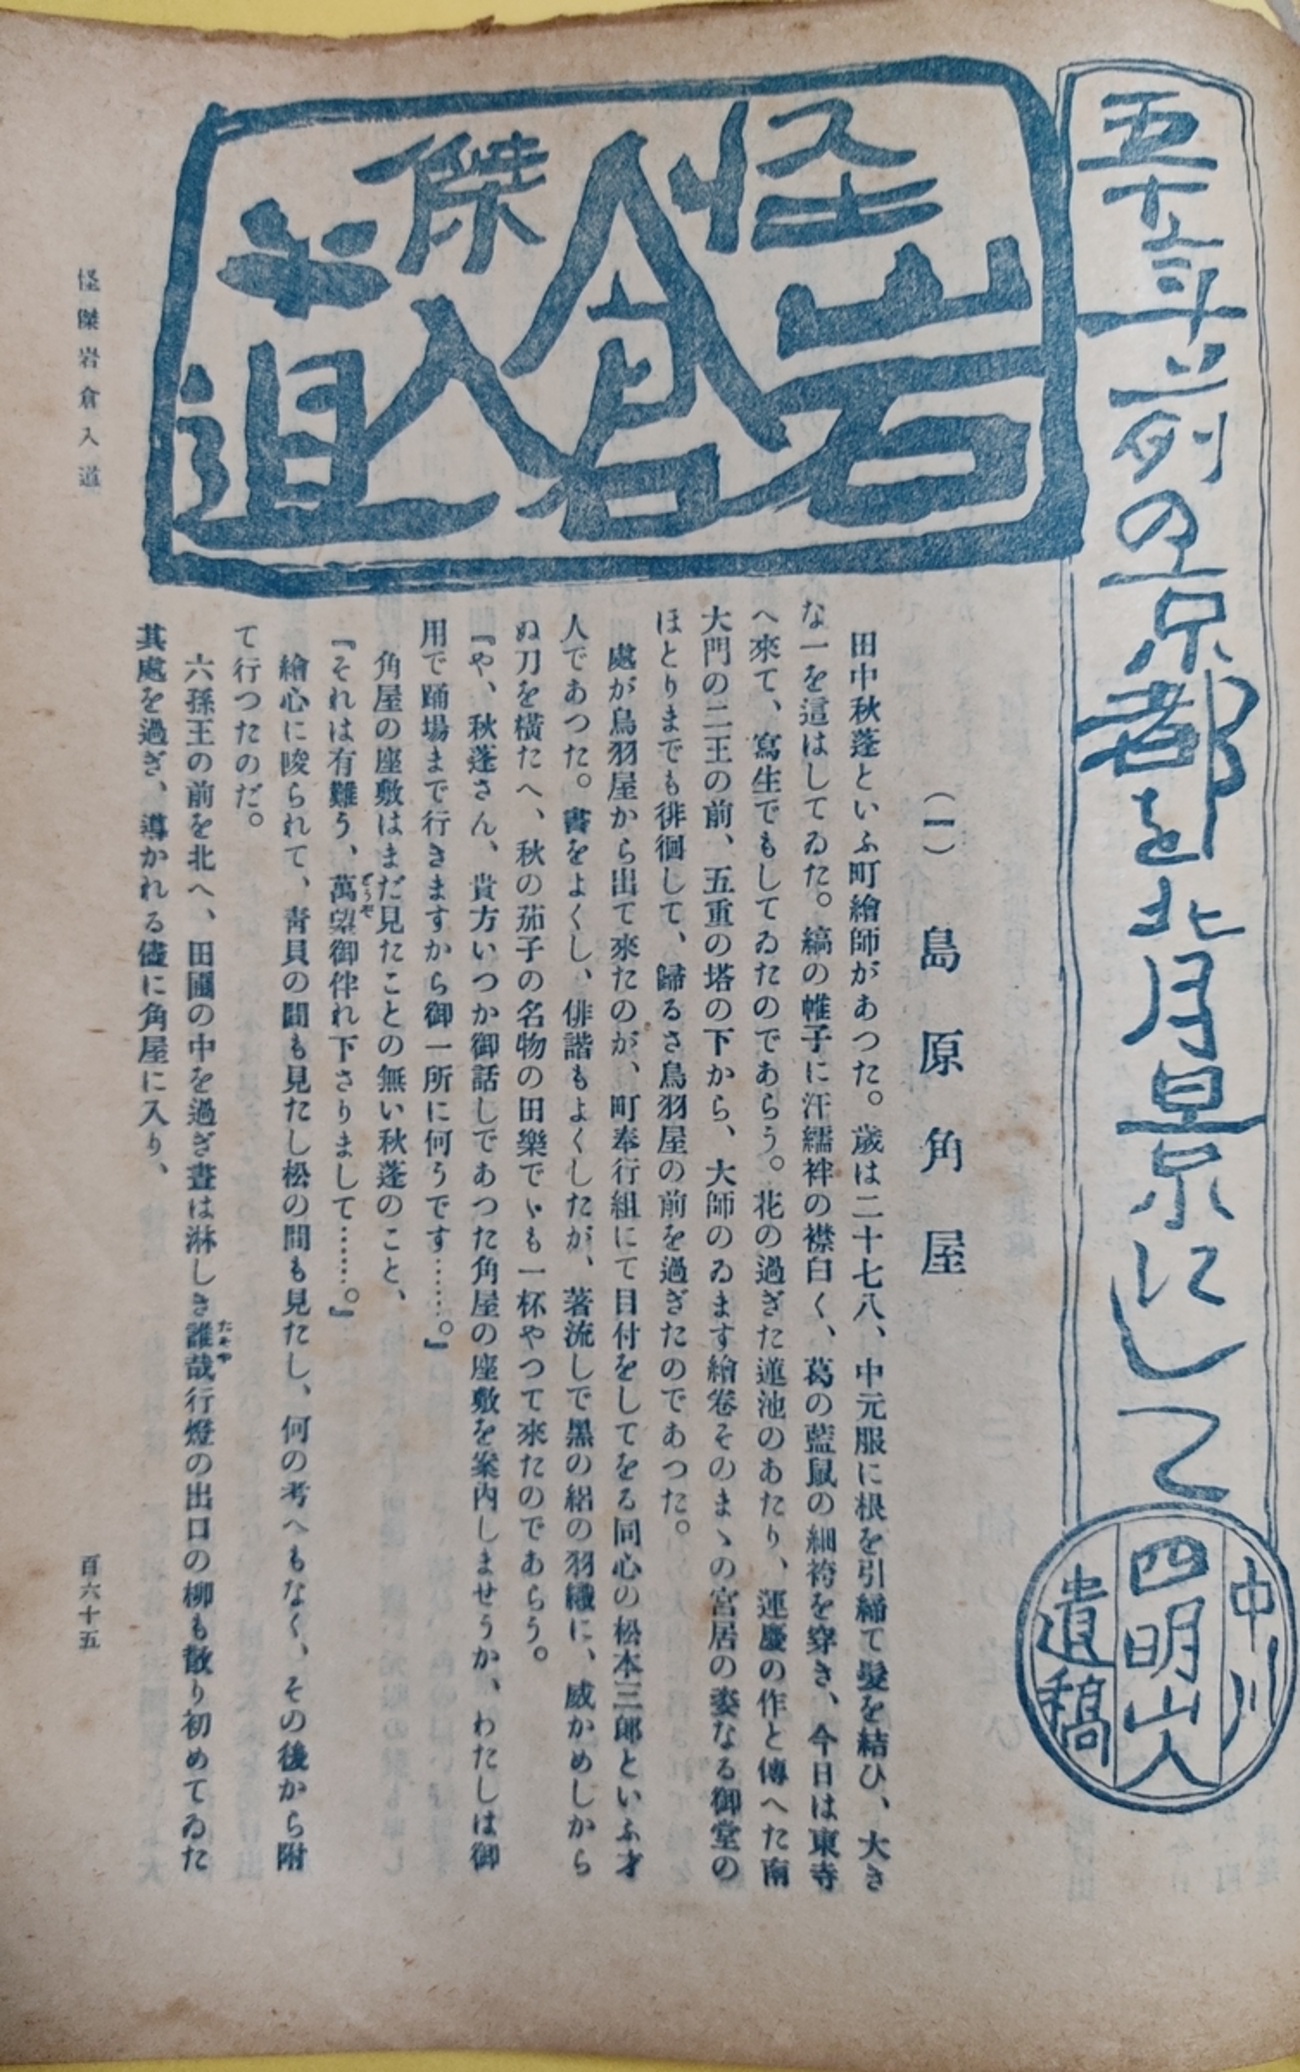 五十年前の京都を背景にして
中川
四明山人
遺稿
怪傑
岩倉入道
(一) 島原角屋
田中秋蓬といふ町繪師があつた。歳は二十七八、中元服に根を引締て髮を結ひ、大き
な一を這はしてゐた。縞の帷子に汗繻袢の襟白く、葛の藍鼠の細袴を穿き、今日は東寺
へ來て、寫生でもしてゐたのであらう。花の過ぎた蓮池のあたり、運慶の作と傳へた南
大門の二王の前、五重の塔の下から、大師のゐます繪卷そのまゝの宮居の姿なる御堂の
ほとりまでも徘徊して、歸るさ鳥羽屋の前を過ぎたのであつた。
處が鳥羽屋から出て來たのが、町奉行組にて目付をしてをる同心の松本三郎といふ才
人であつた。書をよくし、俳諧もよくしたが、著流しで黑の絽の羽織に、威かめしから
ぬ刀を橫たへ、秋の茄子の名物の田樂でゝも一杯やつて來たのであらう。
『や、秋蓬さん、貴方いつか御話しであつた角屋の座敷を案內しませうか、わたしは御
用で踊場まで行きますから御一所に何うです……。』
角屋の座敷はまだ見たことの無い秋蓬のこと、
『それは有難う、萬望どうぞ御伴れ下さりまして……。』
繪心に唆られて、靑貝の間も見たし松の間も見たし、何の考へもなく、その後から附
て行つたのだ。
六孫王の前を北へ、田圃の中を過ぎ晝は淋しき誰哉たそや行燈の出口の柳も散り初めてゐた
其處を過ぎ、導かれる儘に角屋に入り、
怪傑岩倉入道
百六十五